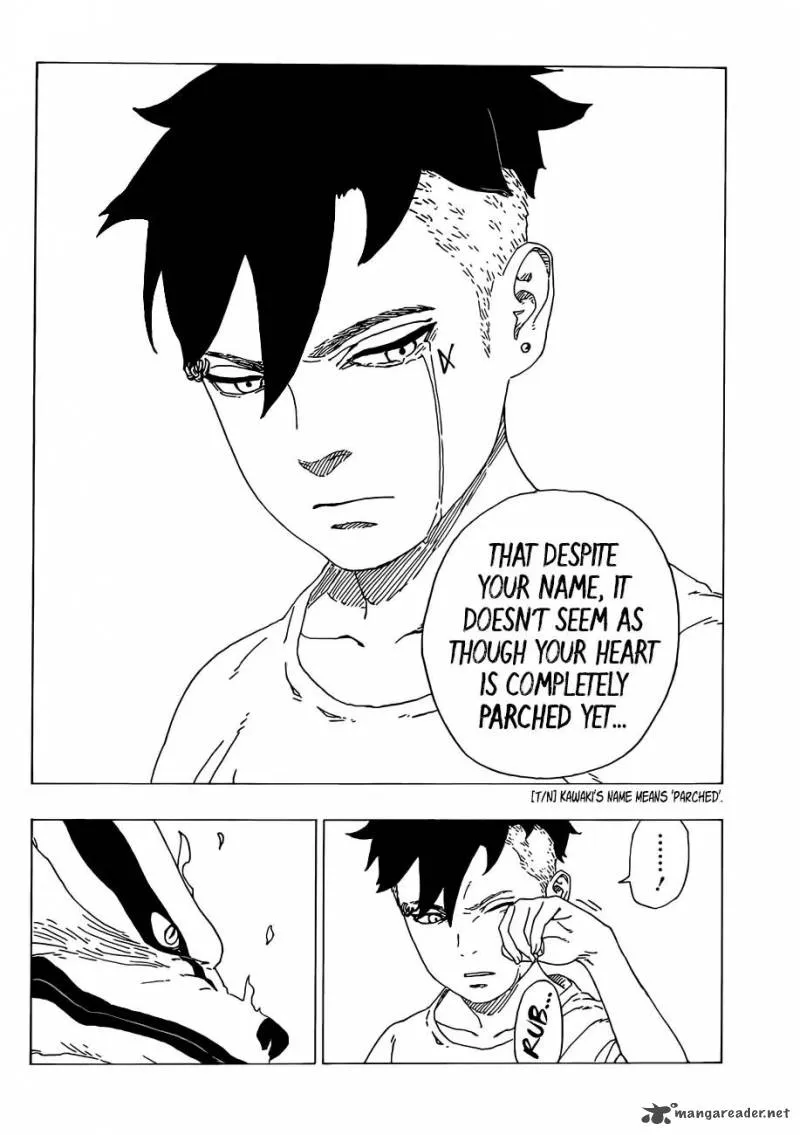 THAT DESPITE
YOUR NAME, IT
DOESN'T SEEM AS
THOUGH YOUR HEART
IS COMPLETELY
PARCHED YET...
[T/N] KAWAKI'S NAME MEANS 'PARCHED'.
......!
RUB...
mangareader.net